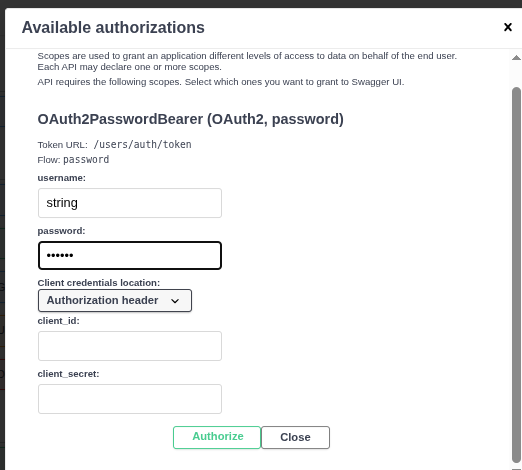 Available authorizations
Scopes are used to grant an application different levels of access to data on behalf of the end user.
Each API may declare one or more scopes.
API requires the following scopes. Select which ones you want to grant to Swagger UI.
OAuth2PasswordBearer (OAuth2, password)
Token URL: /users/auth/token
Flow: password
username:
string
password:
••••••
Client credentials location:
Authorization header
client_id:
client_secret:
Authorize Close